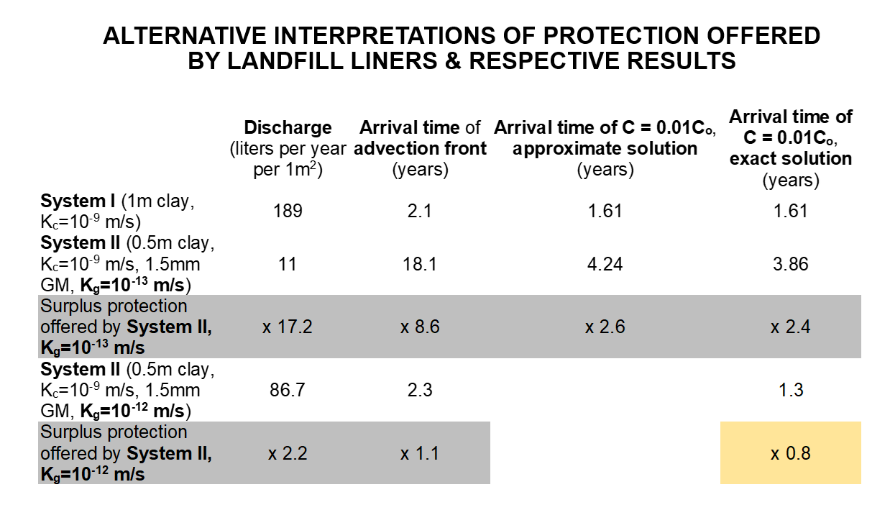 ALTERNATIVE INTERPRETATIONS OF PROTECTION OFFERED
BY LANDFILL LINERS & RESPECTIVE RESULTS
Discharge
(liters per year
per 1m²)
Arrival time of
advection front
(years)
Arrival time of C = 0.01Cₒ,
approximate solution
(years)
Arrival time of
C = 0.01Cₒ,
exact solution
(years)
System I (1m clay,
K꜀=10⁻⁹ m/s)
189
2.1
1.61
1.61
System II (0.5m clay,
K꜀=10⁻⁹ m/s, 1.5mm
GM, Kg=10⁻¹³ m/s)
11
18.1
4.24
3.86
Surplus protection
offered by System II,
Kg=10⁻¹³ m/s
x 17.2
x 8.6
x 2.6
x 2.4
System II (0.5m clay,
K꜀=10⁻⁹ m/s, 1.5mm
GM, Kg=10⁻¹² m/s)
86.7
2.3
1.3
Surplus protection
offered by System II,
Kg=10⁻¹² m/s
x 2.2
x 1.1
x 0.8